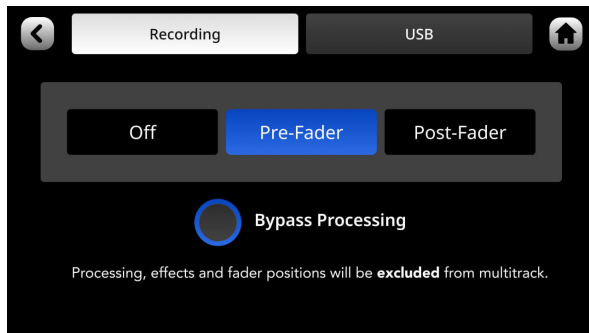 Recording USB
Off Pre-Fader Post-Fader
Bypass Processing
Processing, effects and fader positions will be excluded from multitrack.